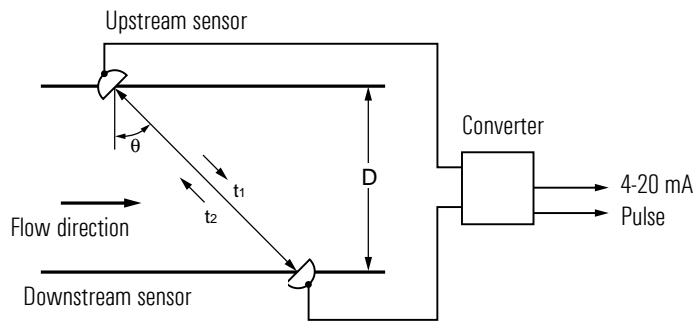 Upstream sensor
Converter
θ
D
t1
t2
4-20 mA
Pulse
Flow direction
Downstream sensor